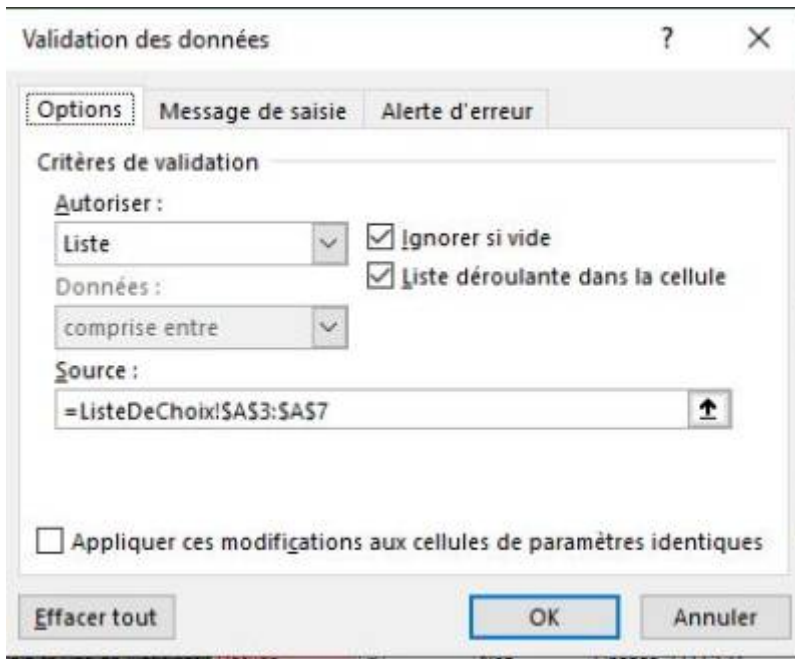 Validation des données ? ×
Options Message de saisie Alerte d'erreur
Critères de validation
Autoriser :
Liste
Ignorer si vide
Liste déroulante dans la cellule
Données :
comprise entre
Source :
=ListeDeChoix!$A$3:$A$7
Appliquer ces modifications aux cellules de paramètres identiques
Effacer tout OK Annuler